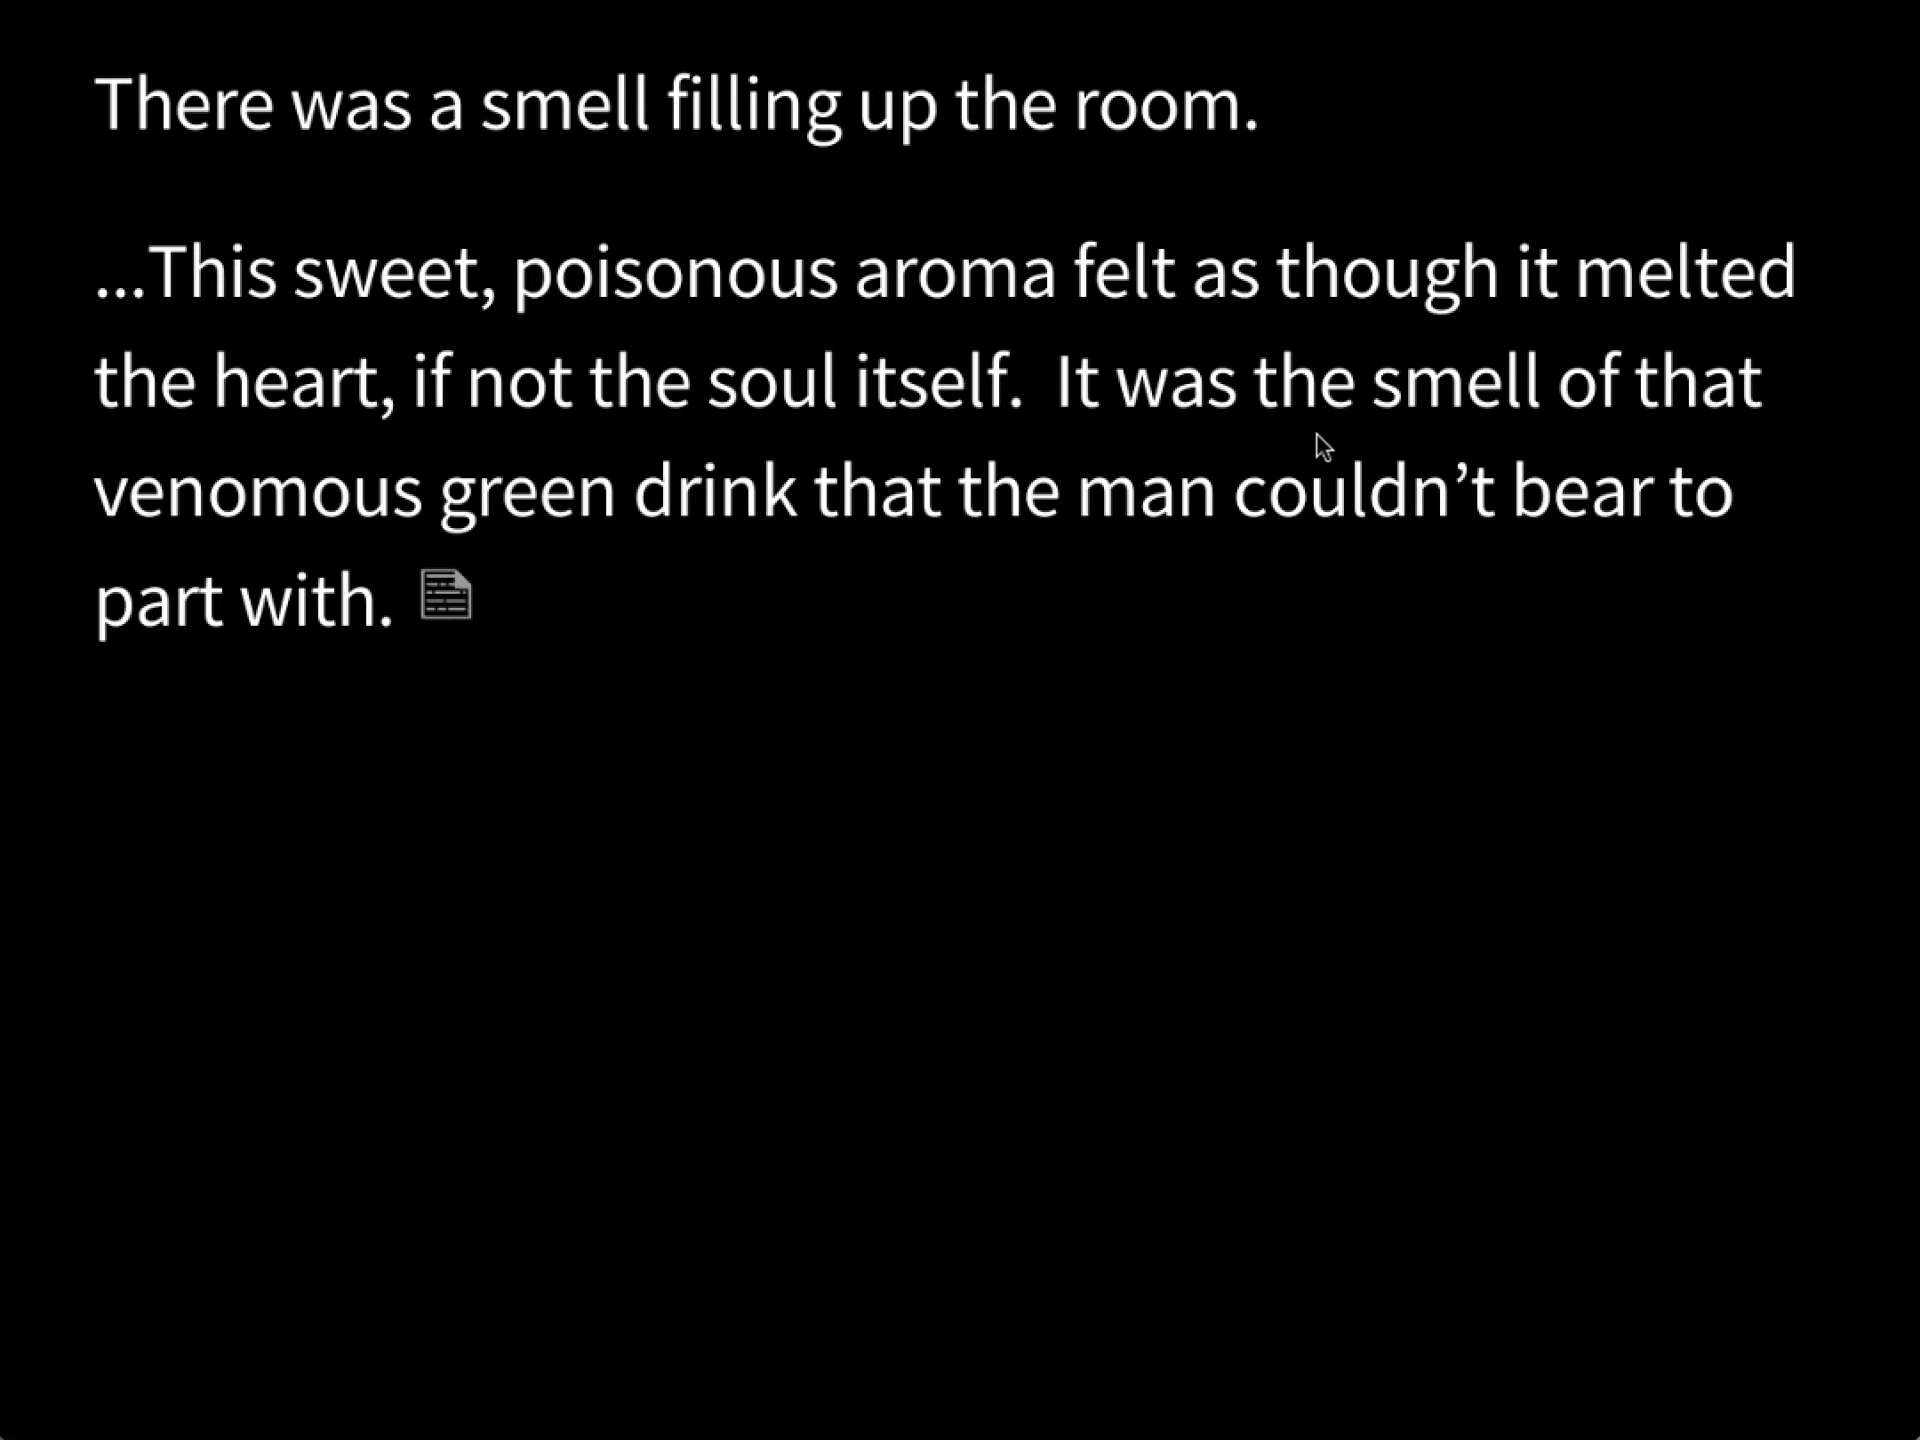 There was a smell filling up the room.
...This sweet, poisonous aroma felt as though it melted
the heart, if not the soul itself.  It was the smell of that
venomous green drink that the man couldn’t bear to
part with.